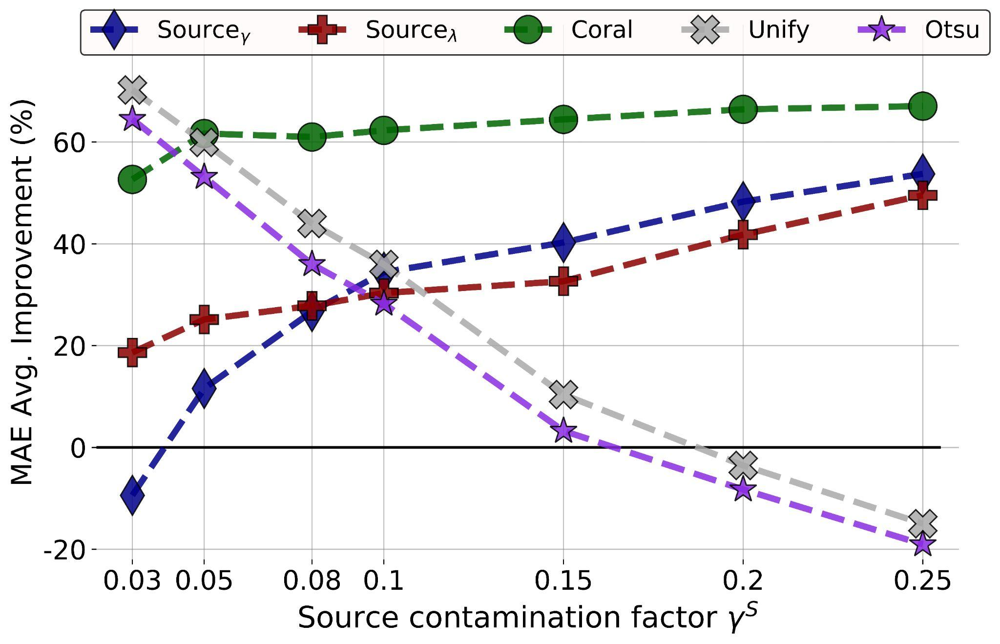 Source_γ Source_λ Coral Unify Otsu
MAE Avg. Improvement (%)
60
40
20
0
-20
0.03 0.05 0.08 0.1 0.15 0.2 0.25
Source contamination factor γ^S